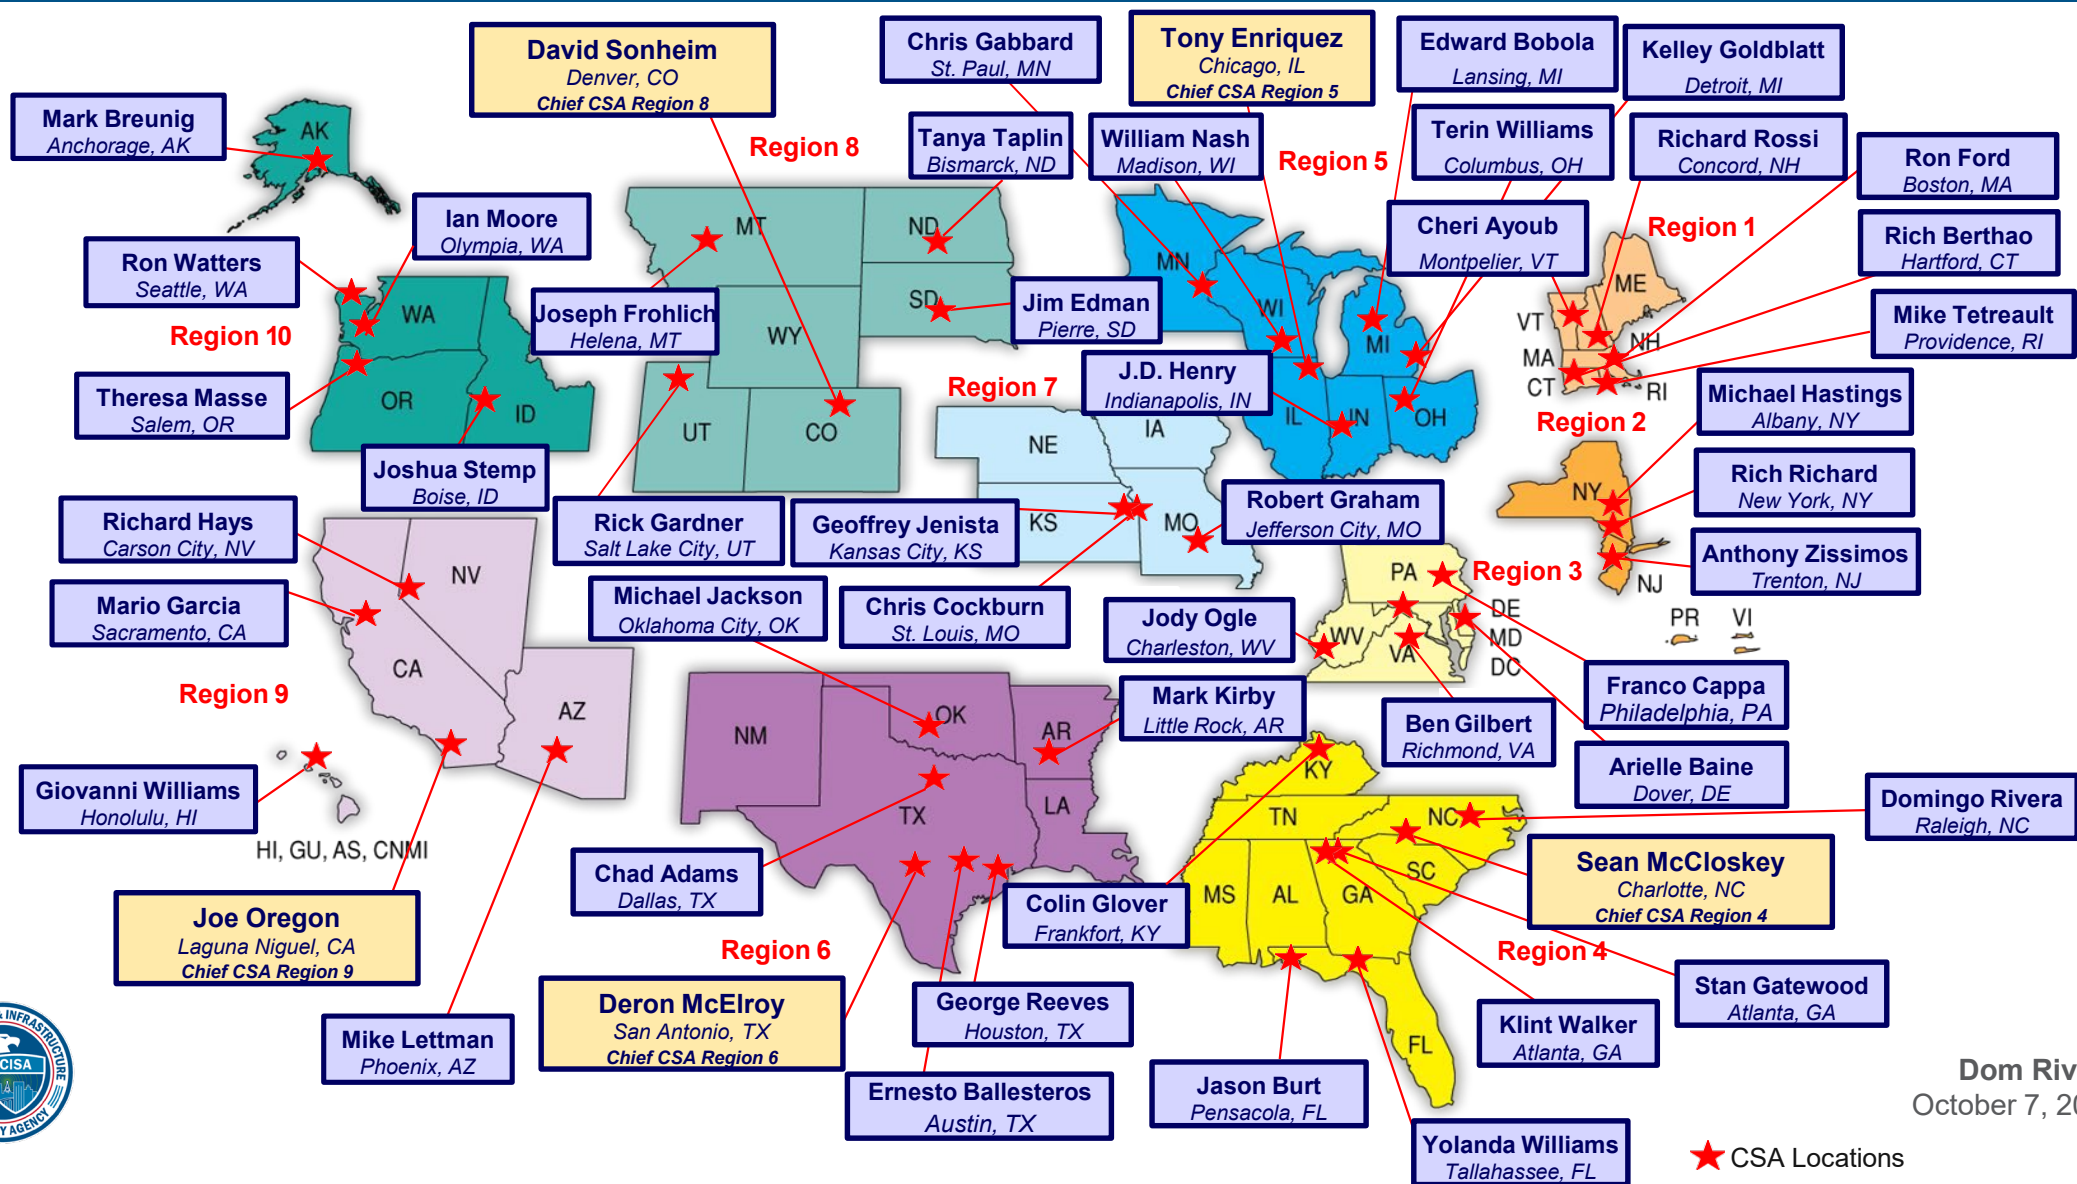 David Sonheim
Denver, CO
Chief CSA Region 8
Chris Gabbard
St. Paul, MN
Tony Enriquez
Chicago, IL
Chief CSA Region 5
Edward Bobola
Lansing, MI
Kelley Goldblatt
Detroit, MI
Mark Breunig
Anchorage, AK
AK
Region 8
Tanya Taplin
Bismarck, ND
William Nash
Madison, WI
Region 5
Terin Williams
Columbus, OH
Richard Rossi
Concord, NH
Ron Ford
Boston, MA
Ian Moore
Olympia, WA
Ron Watters
Seattle, WA
Region 10
Theresa Masse
Salem, OR
Joshua Stemp
Boise, ID
WA
OR
ID
MT
ND
SD
WY
UT
CO
Joseph Frohlich
Helena, MT
Jim Edman
Pierre, SD
Rick Gardner
Salt Lake City, UT
Cheri Ayoub
Montpelier, VT
Region 1
Rich Berthao
Hartford, CT
Mike Tetreault
Providence, RI
ME
VT
NH
MA
CT
RI
MN
WI
MI
IL
IN
OH
J.D. Henry
Indianapolis, IN
Region 7
NE
IA
KS
MO
Geoffrey Jenista
Kansas City, KS
Robert Graham
Jefferson City, MO
Chris Cockburn
St. Louis, MO
Region 2
Michael Hastings
Albany, NY
Rich Richard
New York, NY
Anthony Zissimos
Trenton, NJ
NY
NJ
PR
VI
Richard Hays
Carson City, NV
Mario Garcia
Sacramento, CA
NV
CA
AZ
Region 9
Giovanni Williams
Honolulu, HI
HI, GU, AS, CNMI
Joe Oregon
Laguna Niguel, CA
Chief CSA Region 9
Mike Lettman
Phoenix, AZ
Michael Jackson
Oklahoma City, OK
NM
OK
AR
TX
LA
Mark Kirby
Little Rock, AR
Chad Adams
Dallas, TX
Region 6
Deron McElroy
San Antonio, TX
Chief CSA Region 6
George Reeves
Houston, TX
Ernesto Ballesteros
Austin, TX
Region 3
PA
WV
VA
DE
MD
DC
Jody Ogle
Charleston, WV
Ben Gilbert
Richmond, VA
Franco Cappa
Philadelphia, PA
Arielle Baine
Dover, DE
KY
TN
NC
SC
MS
AL
GA
FL
Domingo Rivera
Raleigh, NC
Sean McCloskey
Charlotte, NC
Chief CSA Region 4
Colin Glover
Frankfort, KY
Region 4
Stan Gatewood
Atlanta, GA
Klint Walker
Atlanta, GA
Jason Burt
Pensacola, FL
Yolanda Williams
Tallahassee, FL
& INFRASTRUCTURE
CISA
AGENCY
Dom Riv
October 7, 20
CSA Locations